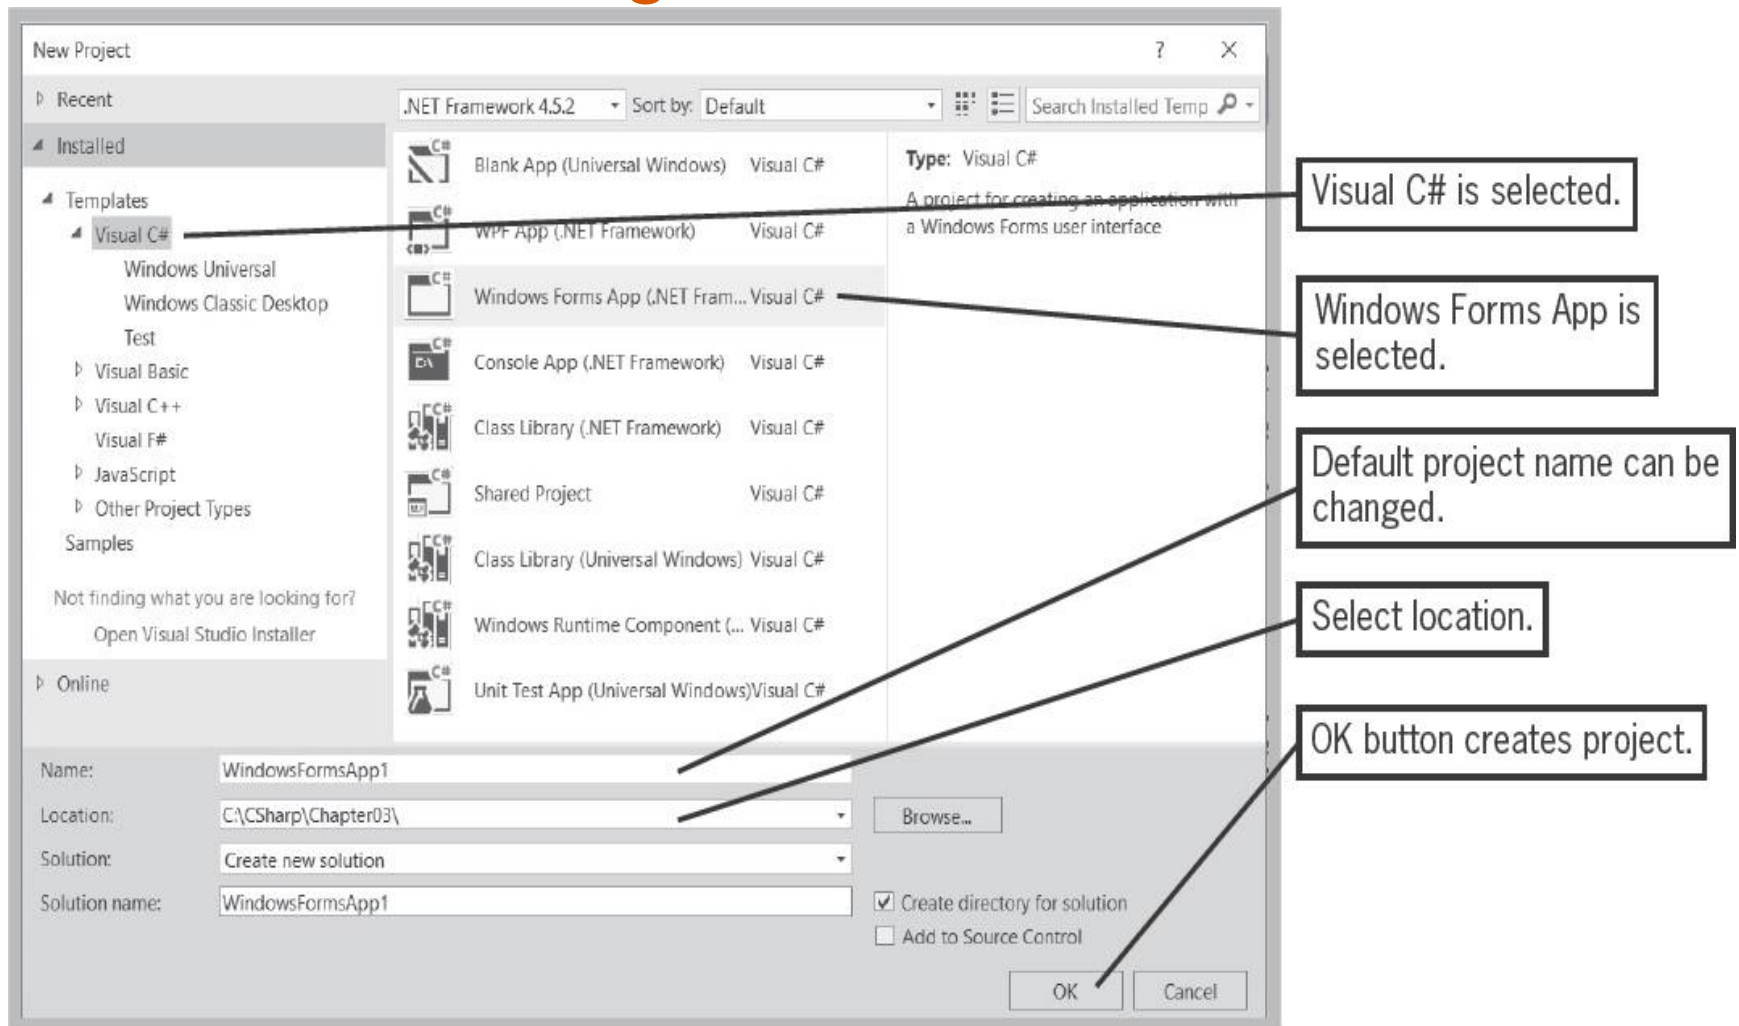 New Project
?
Recent
Installed
Templates
Visual C#
Windows Universal
Windows Classic Desktop
Test
Visual Basic
Visual C++
Visual F#
JavaScript
Other Project Types
Samples
Not finding what you are looking for?
Open Visual Studio Installer
Online
.NET Framework 4.5.2 Sort by: Default Search Installed Temp
Blank App (Universal Windows) Visual C#
WPF App (.NET Framework) Visual C#
Windows Forms App (.NET Fram... Visual C#
Console App (.NET Framework) Visual C#
Class Library (.NET Framework) Visual C#
Shared Project Visual C#
Class Library (Universal Windows) Visual C#
Windows Runtime Component (... Visual C#
Unit Test App (Universal Windows) Visual C#
Type: Visual C#
A project for creating an application with
a Windows Forms user interface
Name: WindowsFormsApp1
Location: C:\CSharp\Chapter03\ Browse...
Solution: Create new solution
Solution name: WindowsFormsApp1
Create directory for solution
Add to Source Control
OK Cancel
Visual C# is selected.
Windows Forms App is
selected.
Default project name can be
changed.
Select location.
OK button creates project.